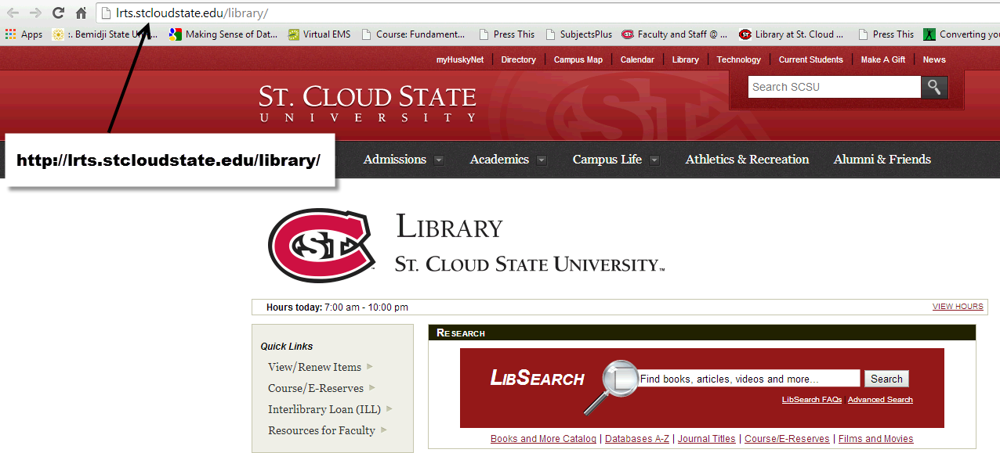 lrts.stcloudstate.edu/library/
Apps :. Bemidji State Uni... Making Sense of Dat... Virtual EMS Course: Fundament... Press This SubjectsPlus Faculty and Staff @ ... Library at St. Cloud ... Press This Converting you
myHuskyNet Directory Campus Map Calendar Library Technology Current Students Make A Gift News
Search SCSU
ST. CLOUD STATE
UNIVERSITY
http://lrts.stcloudstate.edu/library/
Admissions Academics Campus Life Athletics & Recreation Alumni & Friends
LIBRARY
ST. CLOUD STATE UNIVERSITY™
Hours today: 7:00 am - 10:00 pm VIEW HOURS
Quick Links
View/Renew Items
Course/E-Reserves
Interlibrary Loan (ILL)
Resources for Faculty
RESEARCH
LIBSEARCH Find books, articles, videos and more... Search
LibSearch FAQs Advanced Search
Books and More Catalog | Databases A-Z | Journal Titles | Course/E-Reserves | Films and Movies